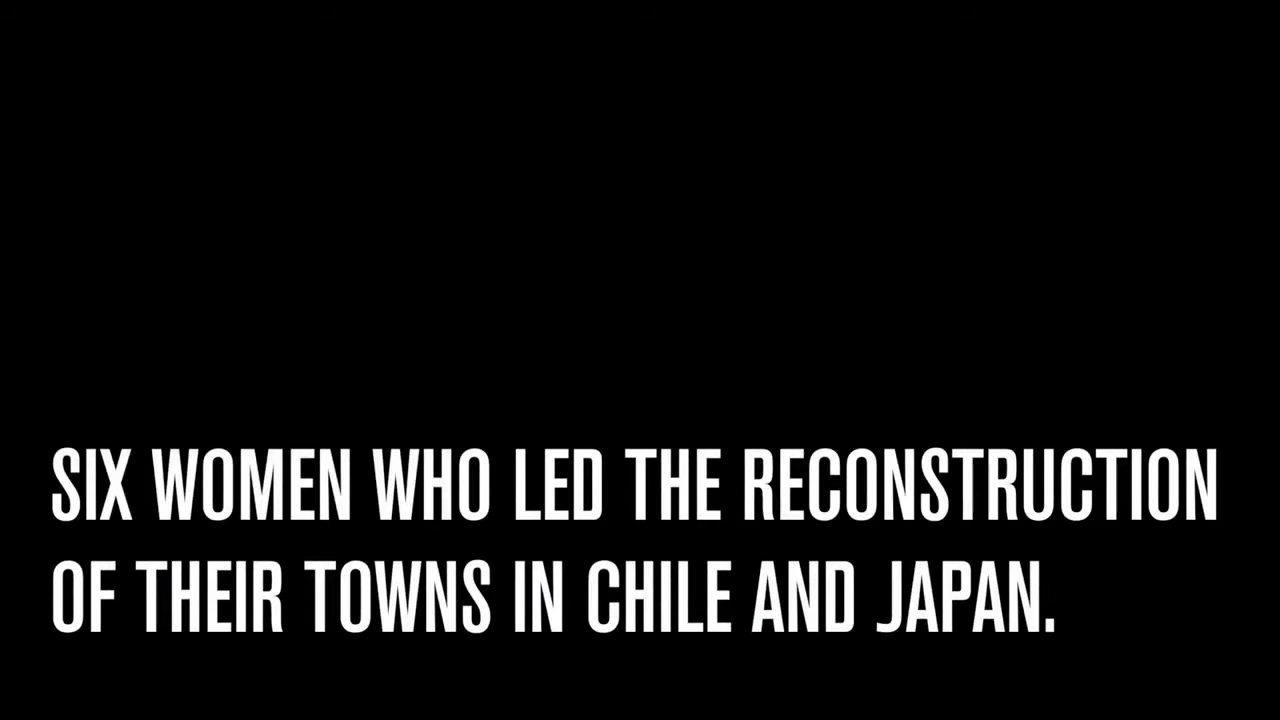 SIX WOMEN WHO LED THE RECONSTRUCTION
OF THEIR TOWNS IN CHILE AND JAPAN.